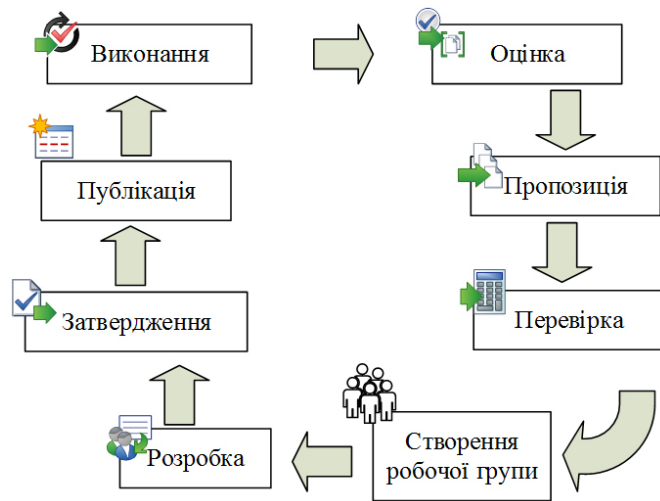 Виконання
Оцінка
Публікація
Пропозиція
Затвердження
Перевірка
Розробка
Створення
робочої групи